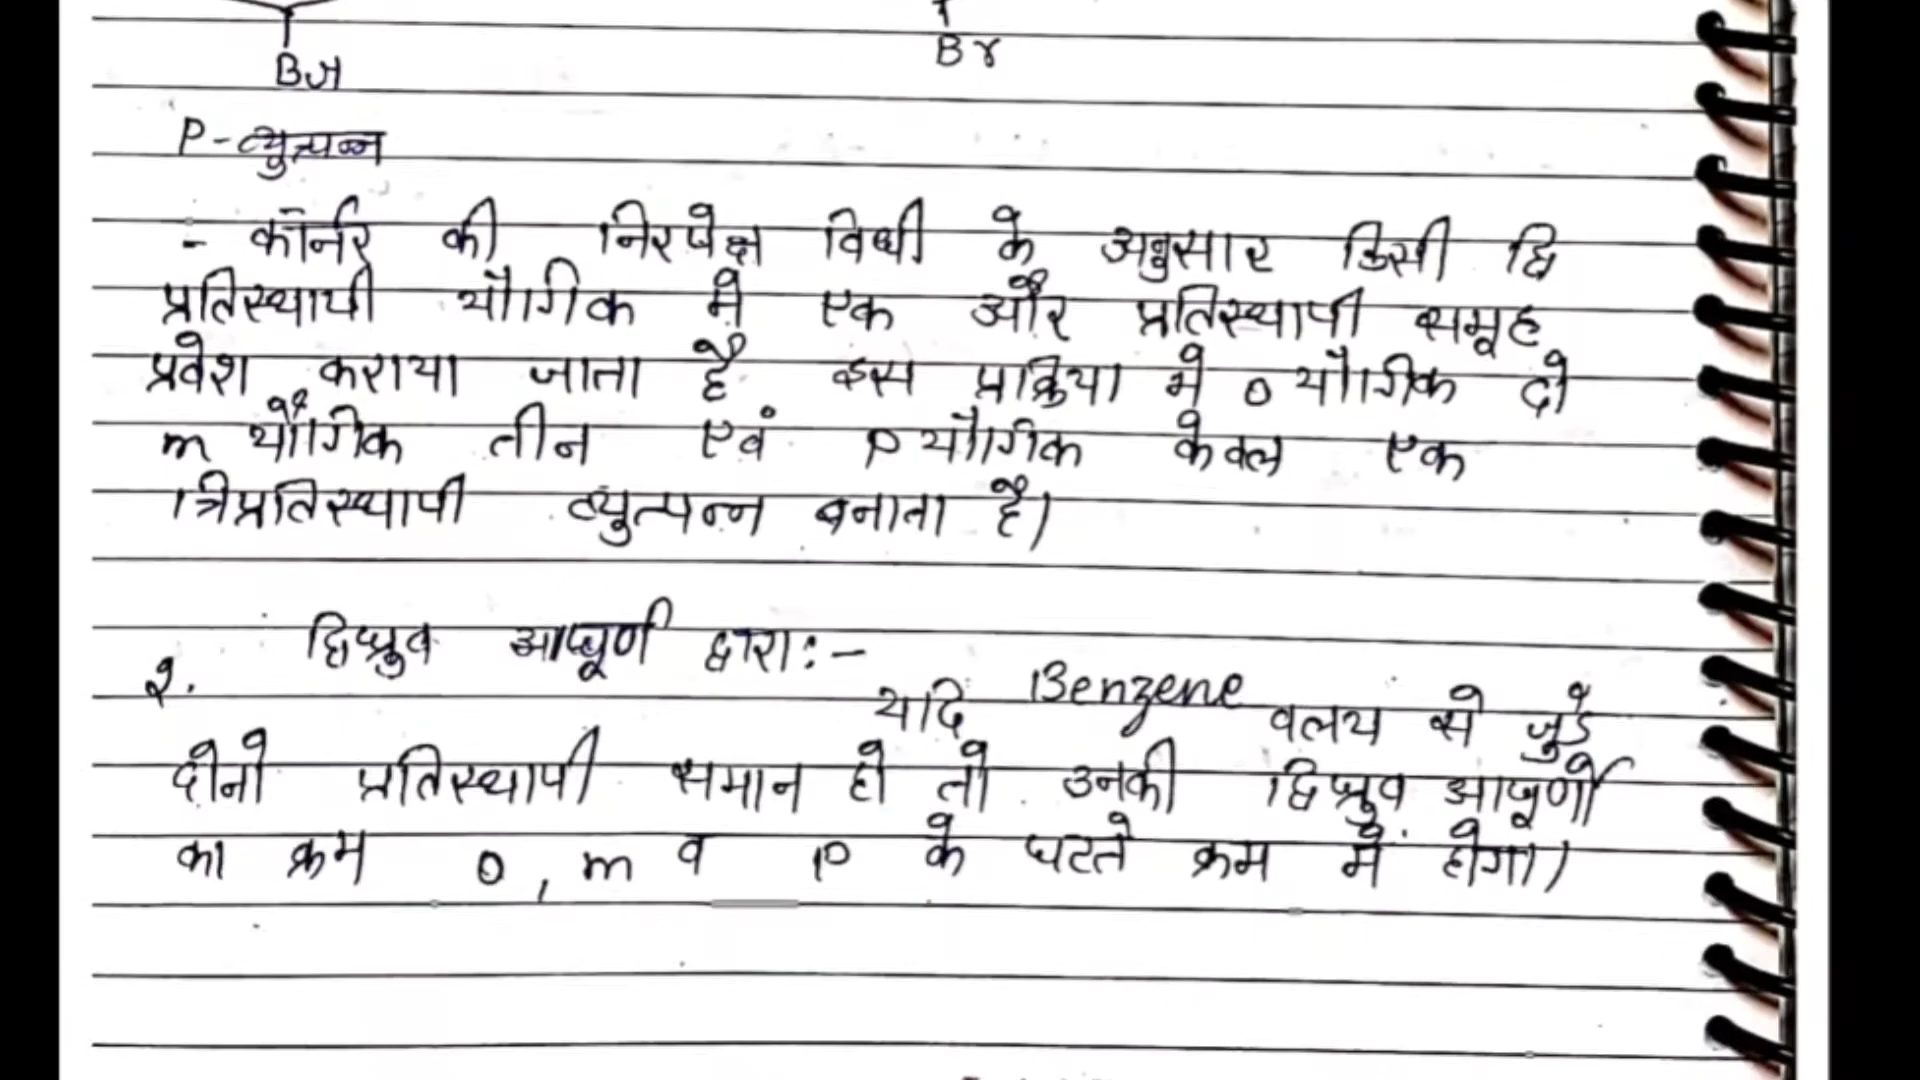 Br
Br
P-व्युत्पन्न
- कॉर्नर की निरपेक्ष विधी के अनुसार किसी द्वि
प्रतिस्थापी यौगिक मे एक और प्रतिस्थापी समूह
प्रवेश कराया जाता है इस प्रक्रिया मे o यौगिक दो
m यौगिक तीन एवं p यौगिक केवल एक
त्रिप्रतिस्थापी व्युत्पन्न बनाता है।
2. द्विध्रुव आघूर्ण द्वारा:-
यदि Benzene वलय से जुडे
दोनो प्रतिस्थापी समान हो तो उनकी द्विध्रुव आघूर्णो
का क्रम o, m व p के घटते क्रम में होगा।